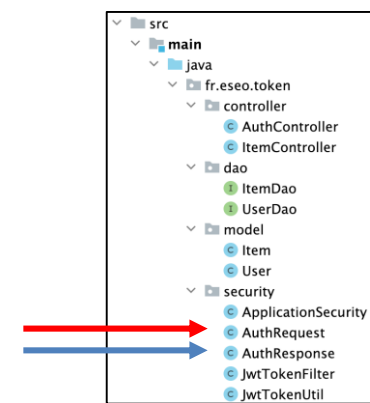 src
main
java
fr.eseo.token
controller
C AuthController
C ItemController
dao
I ItemDao
I UserDao
model
C Item
C User
security
C ApplicationSecurity
C AuthRequest
C AuthResponse
C JwtTokenFilter
C JwtTokenUtil